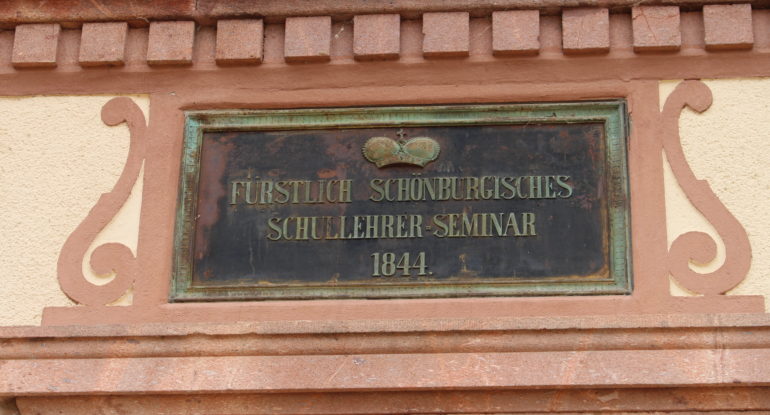 FÜRSTLICH SCHÖNBURGISCHES
SCHULLEHRER-SEMINAR
1844.